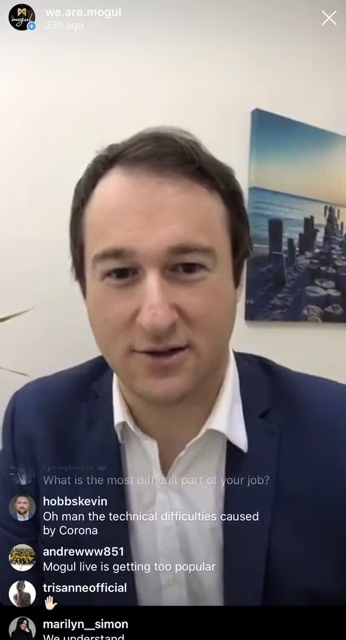 we.are.mogul
23h ago
mogul
What is the most difficult part of your job?
hobbskevin
Oh man the technical difficulties caused
by Corona
andrewww851
Mogul live is getting too popular
trisanneofficial
✋🏻
marilyn__simon
We understand